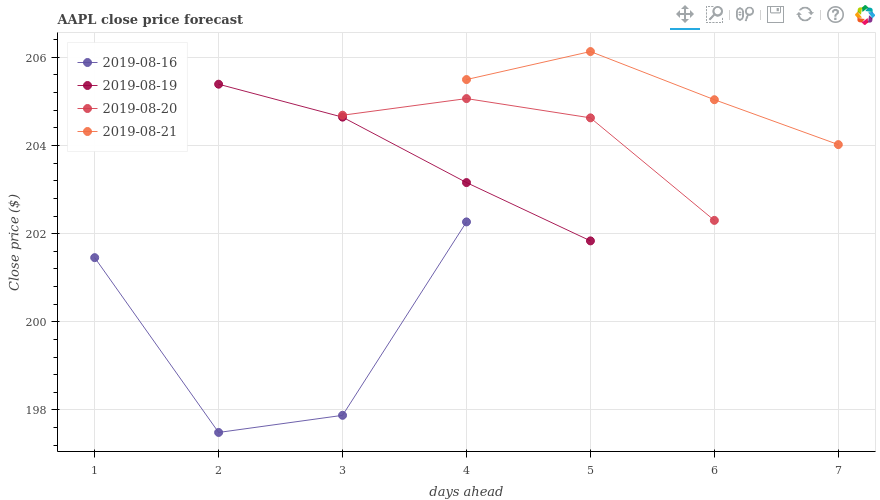 AAPL close price forecast
2019-08-16
2019-08-19
2019-08-20
2019-08-21
206
204
202
200
198
Close price ($)
1 2 3 4 5 6 7
days ahead